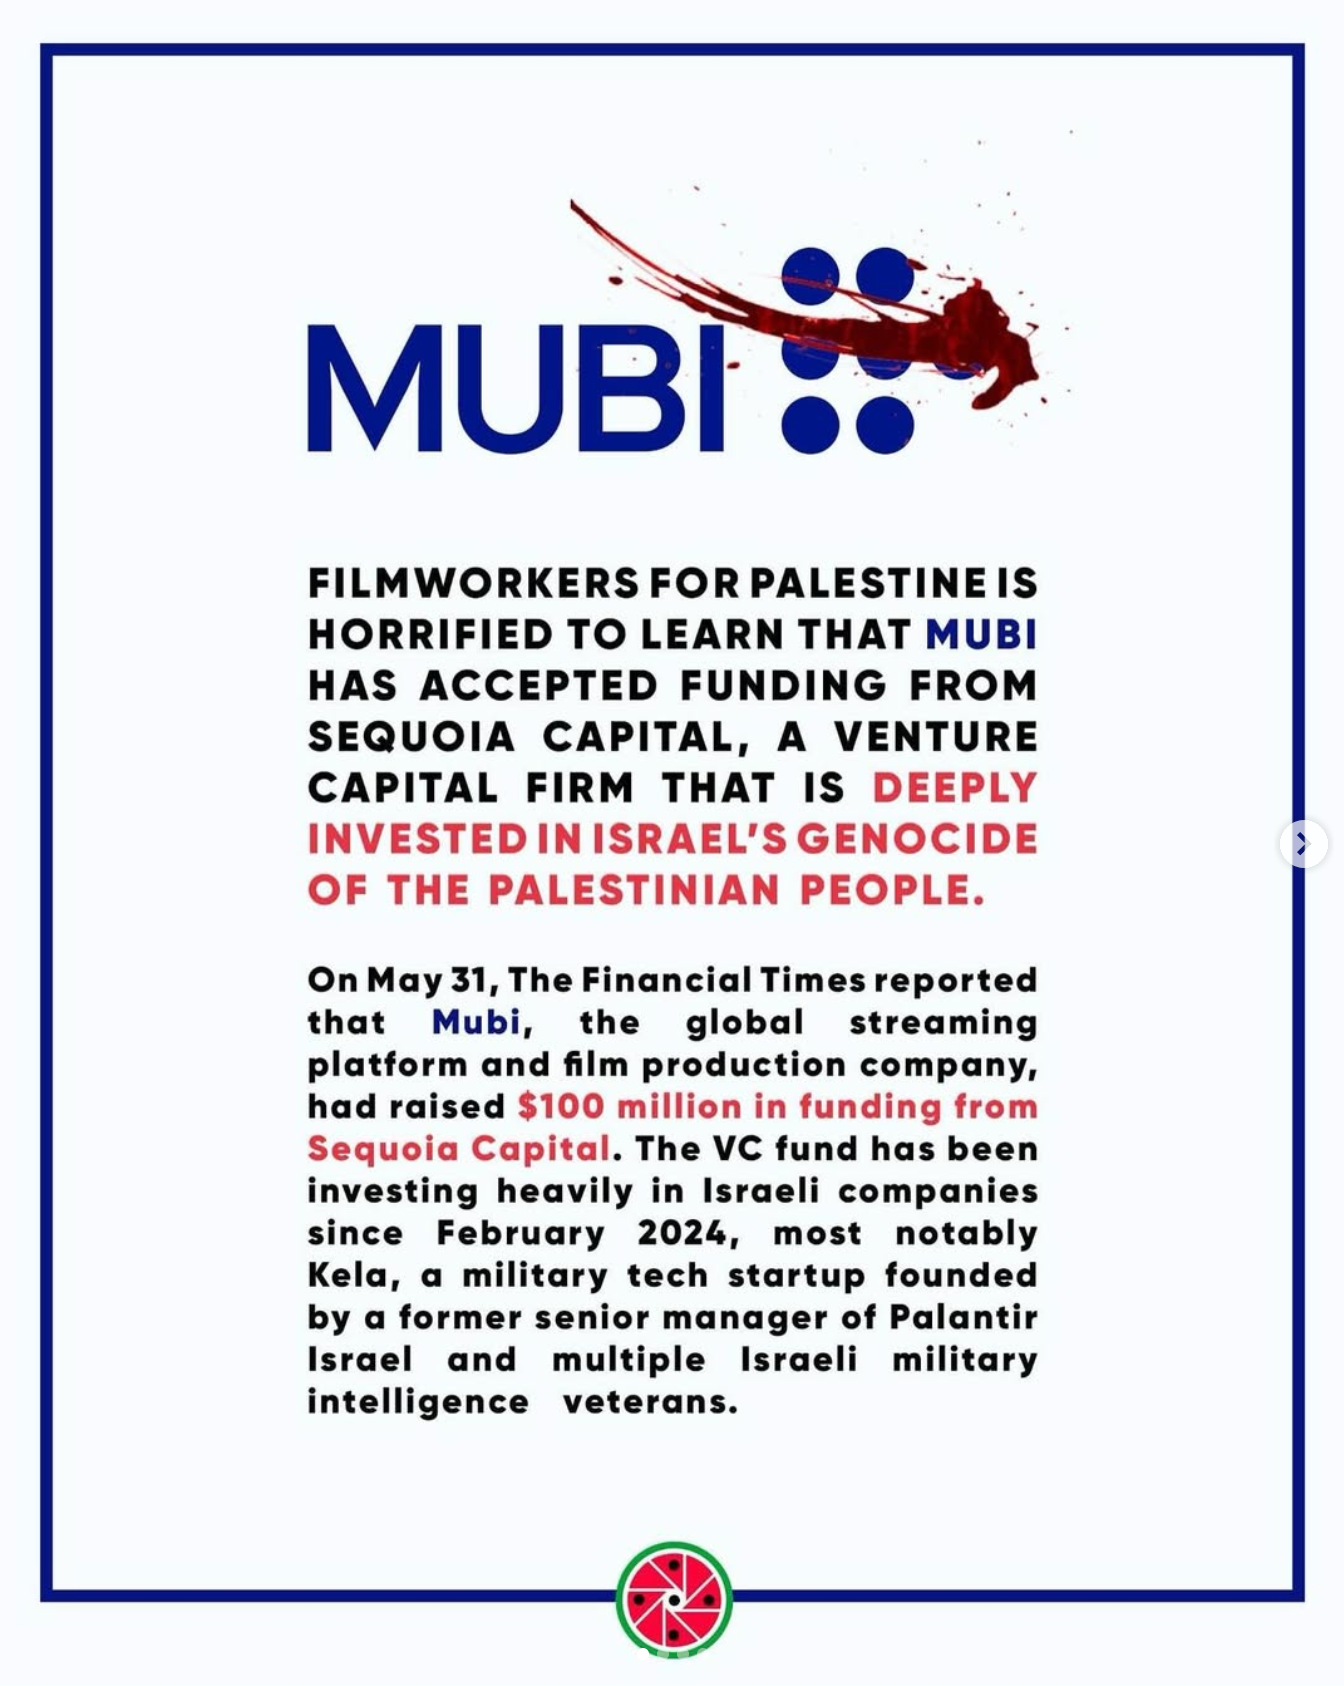 MUBI
FILMWORKERS FOR PALESTINE IS
HORRIFIED TO LEARN THAT MUBI
HAS ACCEPTED FUNDING FROM
SEQUOIA CAPITAL, A VENTURE
CAPITAL FIRM THAT IS DEEPLY
INVESTED IN ISRAEL'S GENOCIDE
OF THE PALESTINIAN PEOPLE.
On May 31, The Financial Times reported
that Mubi, the global streaming
platform and film production company,
had raised $100 million in funding from
Sequoia Capital. The VC fund has been
investing heavily in Israeli companies
since February 2024, most notably
Kela, a military tech startup founded
by a former senior manager of Palantir
Israel and multiple Israeli military
intelligence veterans.